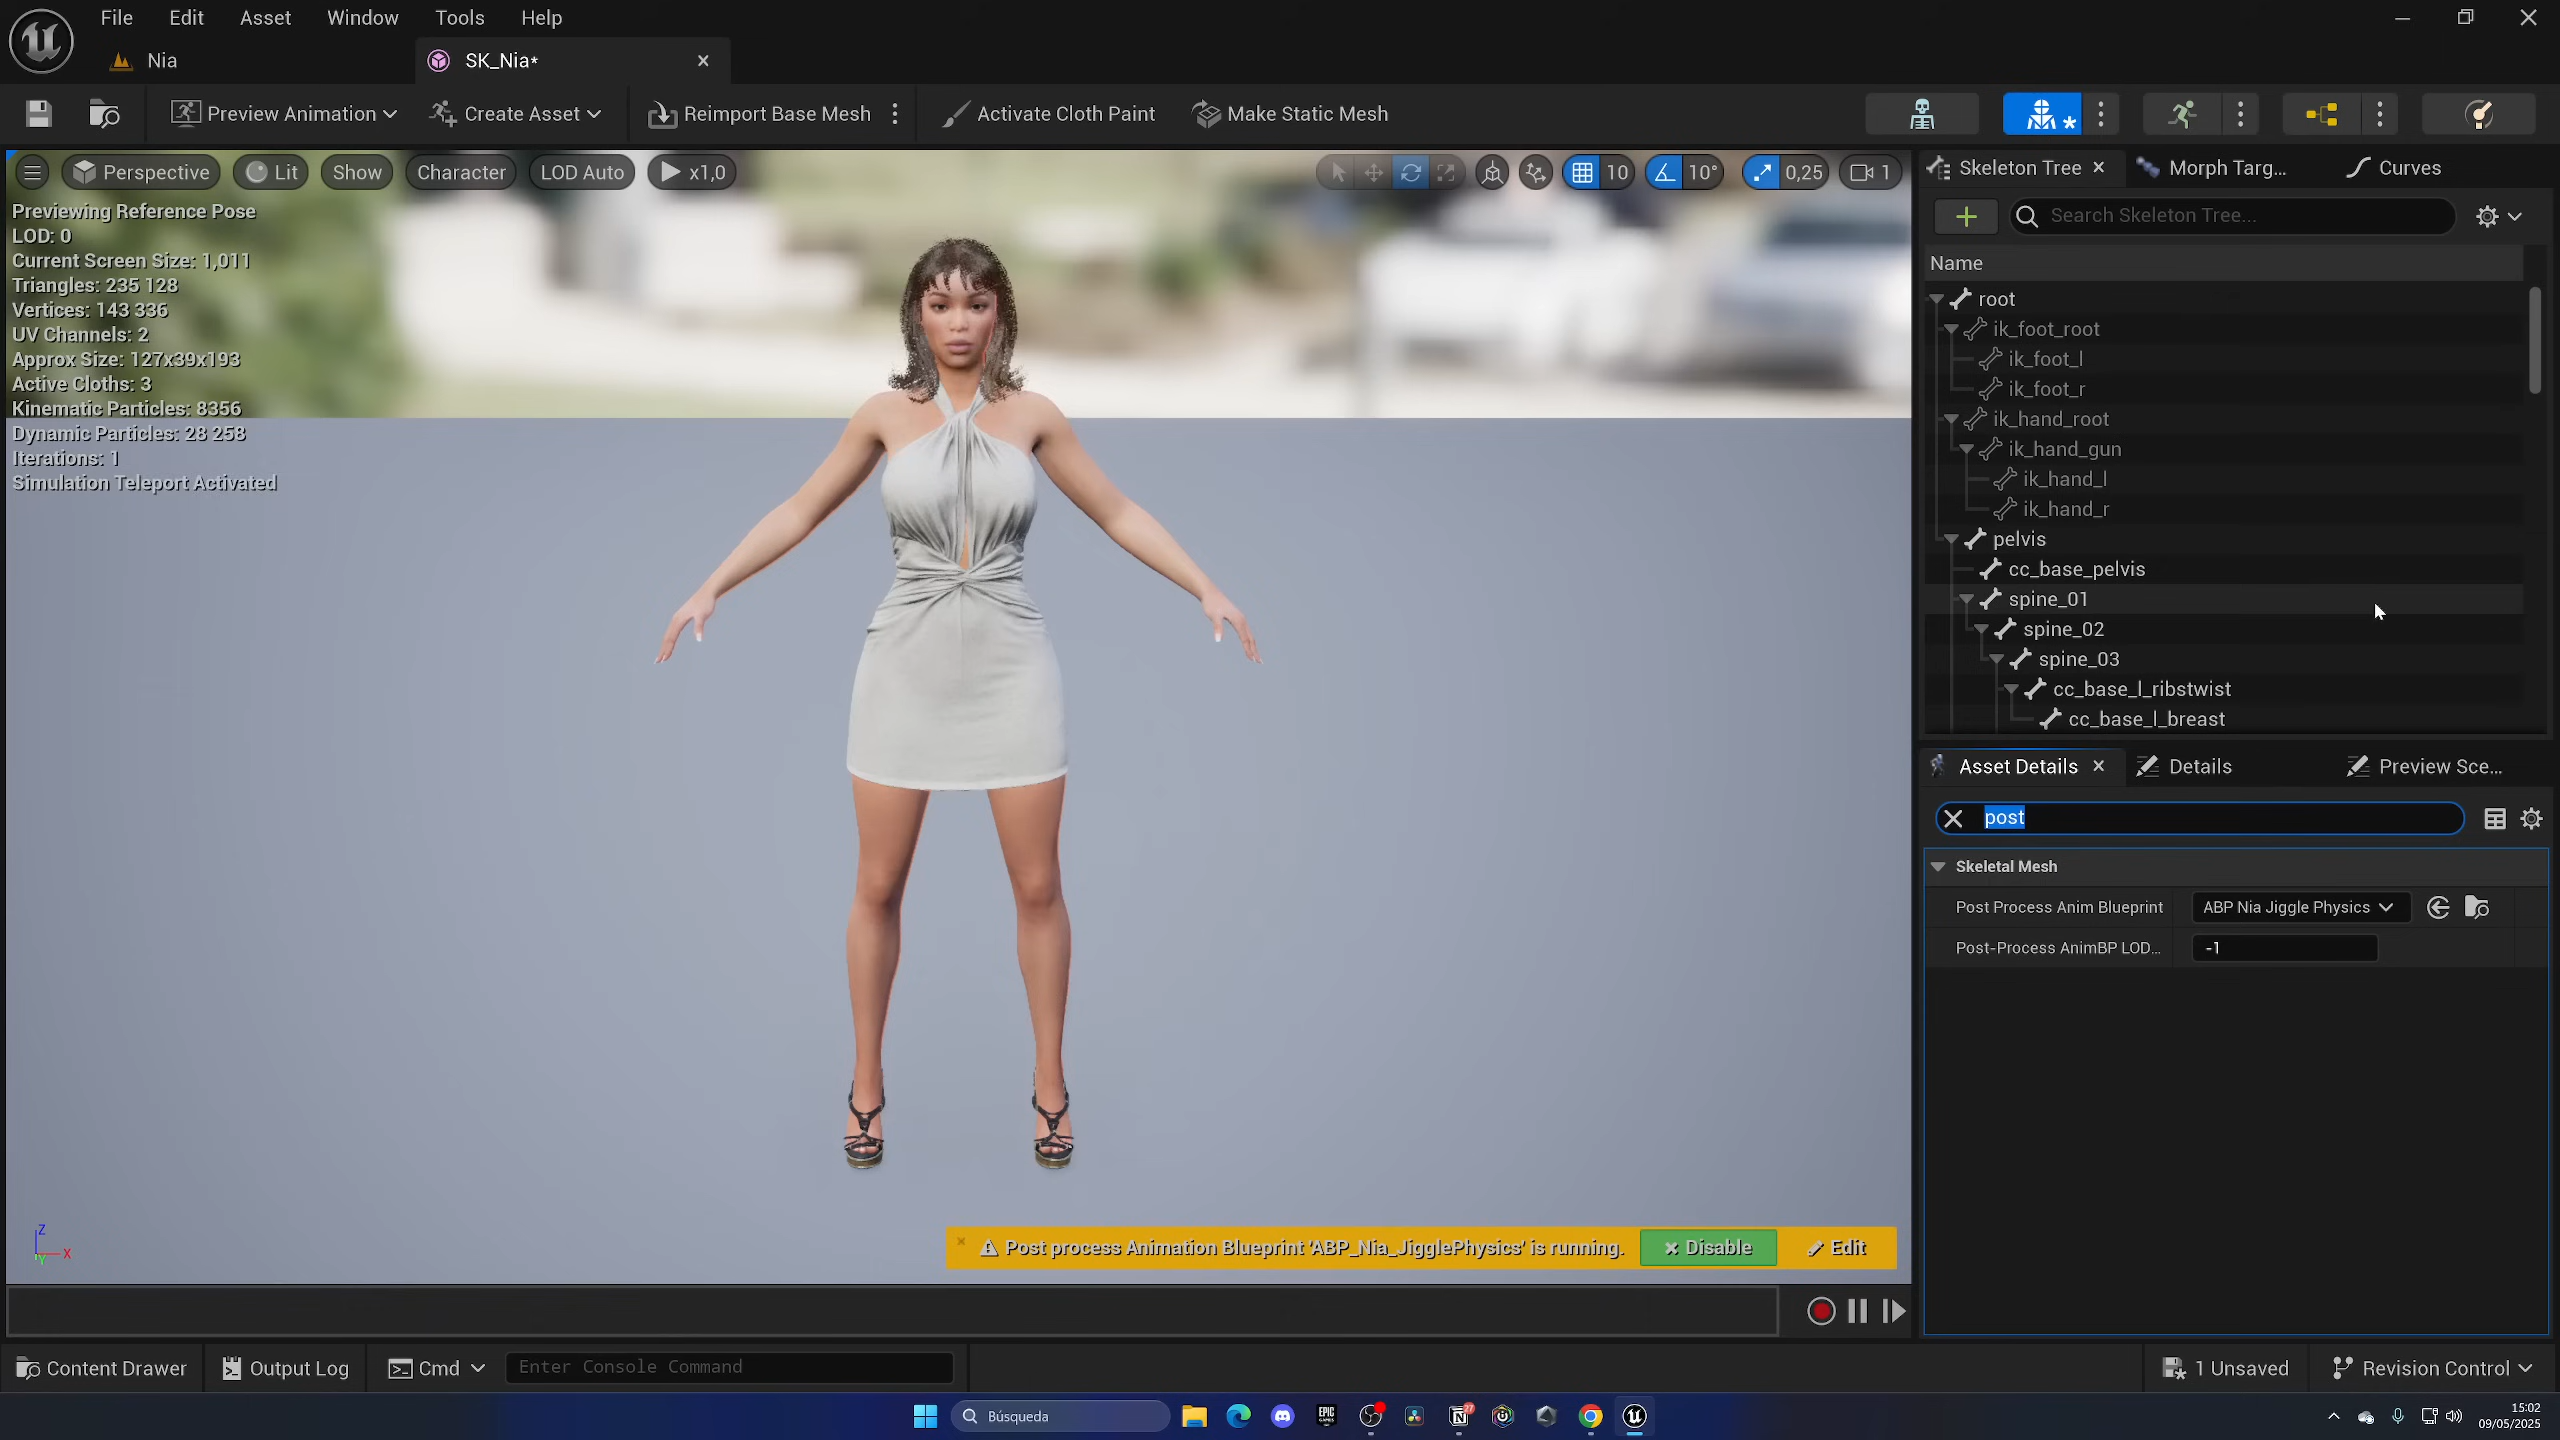 File Edit Asset Window Tools Help
Nia
SK_Nia*
Preview Animation
Create Asset
Reimport Base Mesh
Activate Cloth Paint
Make Static Mesh
Perspective
Lit
Show
Character
LOD Auto
x1,0
10
10°
0,25
1
Previewing Reference Pose
LOD: 0
Current Screen Size: 1,011
Triangles: 235 128
Vertices: 143 336
UV Channels: 2
Approx Size: 127x39x193
Active Cloths: 3
Kinematic Particles: 8356
Dynamic Particles: 28 258
Iterations: 1
Simulation Teleport Activated
Z
X
Y
Post process Animation Blueprint 'ABP_Nia_JigglePhysics' is running.
Disable
Edit
Skeleton Tree
Morph Targ...
Curves
Search Skeleton Tree...
Name
root
ik_foot_root
ik_foot_l
ik_foot_r
ik_hand_root
ik_hand_gun
ik_hand_l
ik_hand_r
pelvis
cc_base_pelvis
spine_01
spine_02
spine_03
cc_base_l_ribstwist
cc_base_l_breast
Asset Details
Details
Preview Sce...
post
Skeletal Mesh
Post Process Anim Blueprint
ABP Nia Jiggle Physics
Post-Process AnimBP LOD...
-1
Content Drawer
Output Log
Cmd
Enter Console Command
1 Unsaved
Revision Control
Búsqueda
EPIC
GAMES
27
15:02
09/05/2025